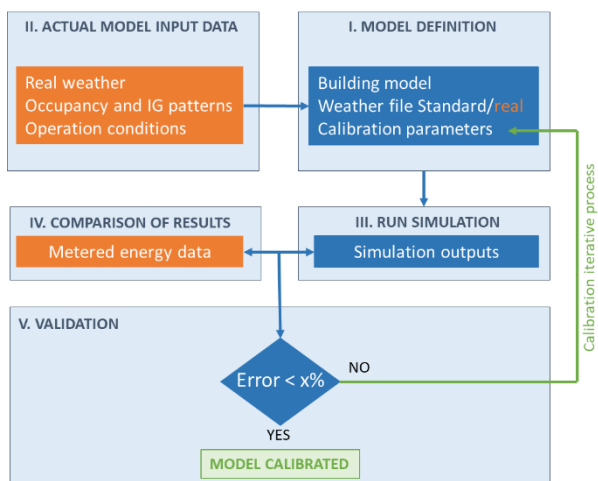 II. ACTUAL MODEL INPUT DATA
Real weather
Occupancy and IG patterns
Operation conditions
I. MODEL DEFINITION
Building model
Weather file Standard/real
Calibration parameters
IV. COMPARISON OF RESULTS
Metered energy data
III. RUN SIMULATION
Simulation outputs
Calibration iterative process
V. VALIDATION
Error < x%
NO
YES
MODEL CALIBRATED